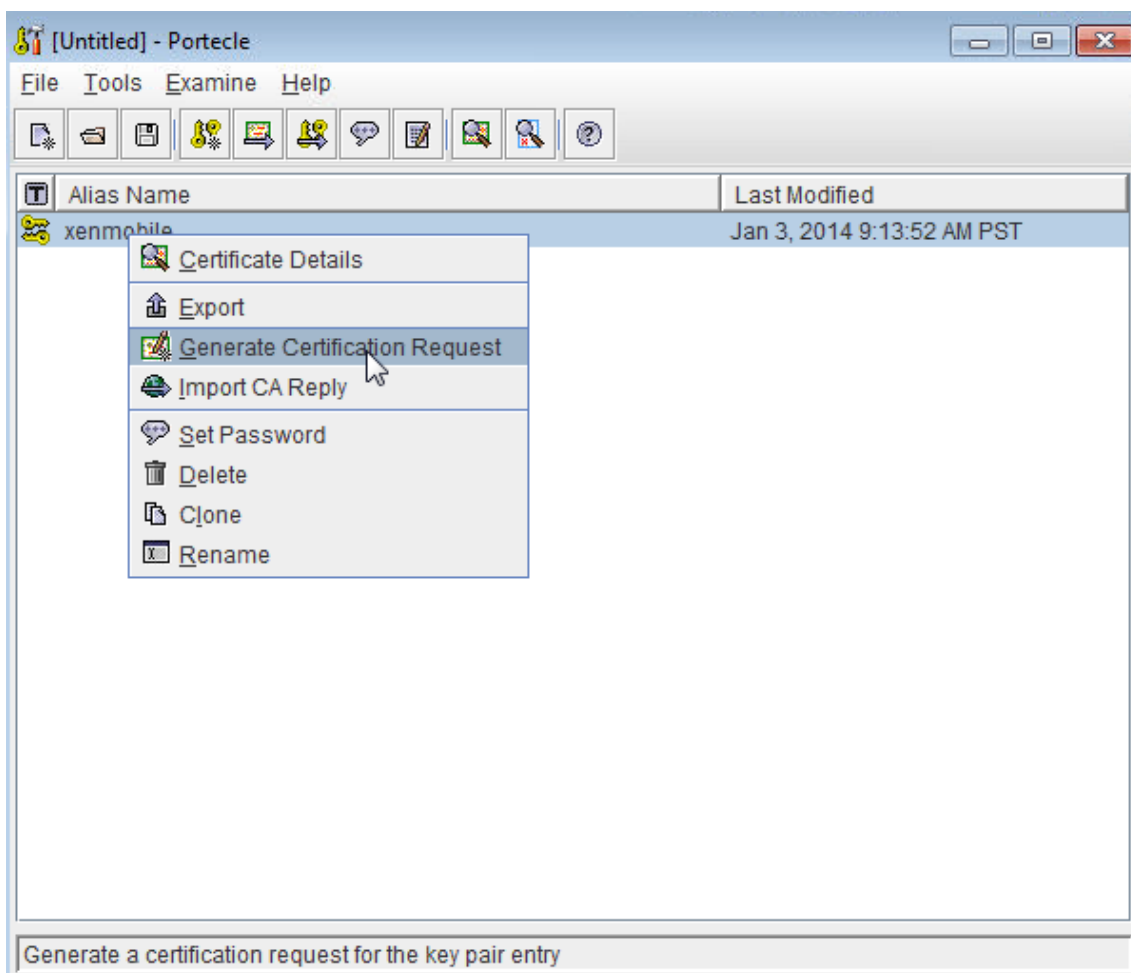 [Untitled] - Portecle
File Tools Examine Help
T Alias Name Last Modified
xenmobile Jan 3, 2014 9:13:52 AM PST
Certificate Details
Export
Generate Certification Request
Import CA Reply
Set Password
Delete
Clone
Rename
Generate a certification request for the key pair entry